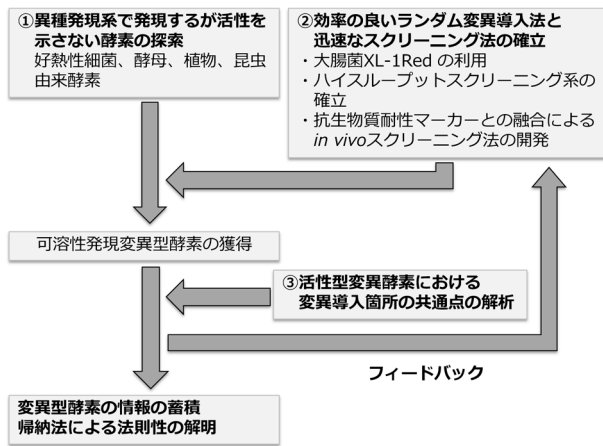 ①異種発現系で発現するが活性を
示さない酵素の探索
好熱性細菌、酵母、植物、昆虫
由来酵素
②効率の良いランダム変異導入法と
迅速なスクリーニング法の確立
・大腸菌XL-1Red の利用
・ハイスループットスクリーニング系の
確立
・抗生物質耐性マーカーとの融合による
in vivoスクリーニング法の開発
可溶性発現変異型酵素の獲得
③活性型変異酵素における
変異導入箇所の共通点の解析
フィードバック
変異型酵素の情報の蓄積
帰納法による法則性の解明